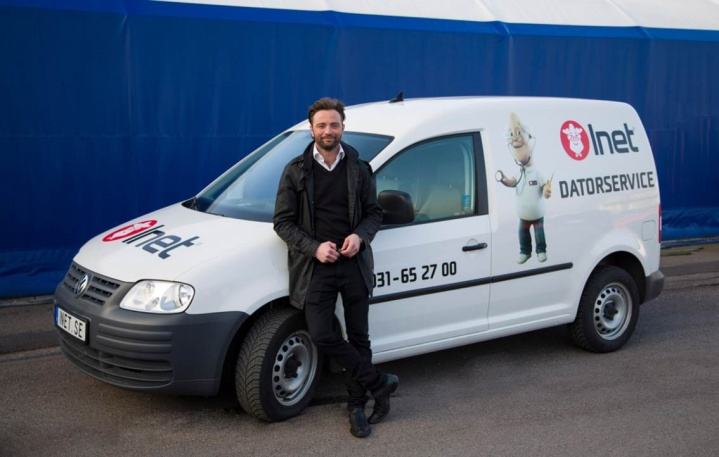 Inet
DATORSERVICE
Inet
031-65 27 00
INET.SE